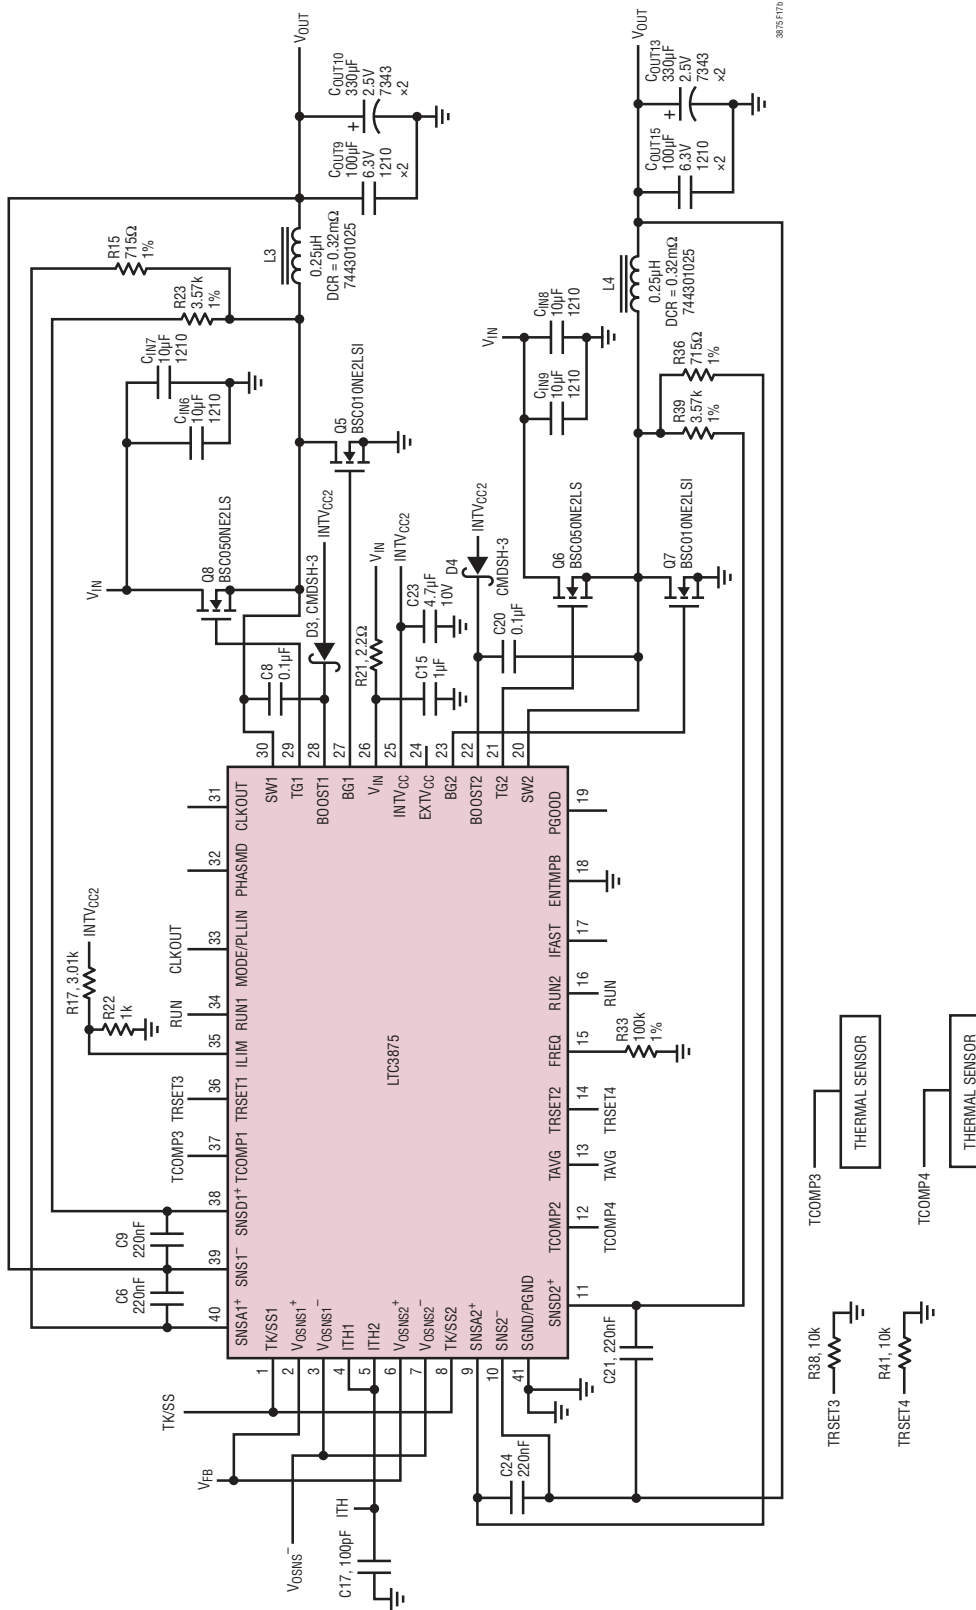 VIN
CIN6
10µF
1210
CIN7
10µF
1210
R23
3.57k
1%
R15
715Ω
1%
Q8
BSC050NE2LS
L3
0.25µH
DCR = 0.32mΩ
744301025
COUT9
100µF
6.3V
1210
×2
+
COUT10
330µF
2.5V
7343
×2
VOUT
C8
0.1µF
D3, CMDSH-3
INTVCC2
Q5
BSC010NE2LSI
R21, 2.2Ω
VIN
INTVCC2
C15
1µF
C23
4.7µF
10V
D4
CMDSH-3
INTVCC2
C20
0.1µF
VIN
CIN9
10µF
1210
CIN8
10µF
1210
Q6
BSC050NE2LS
Q7
BSC010NE2LSI
L4
0.25µH
DCR = 0.32mΩ
744301025
R39
3.57k
1%
R36
715Ω
1%
COUT15
100µF
6.3V
1210
×2
+
COUT13
330µF
2.5V
7343
×2
VOUT
C6
220nF
C9
220nF
TCOMP3
TRSET3
R17, 3.01k
INTVCC2
R22
1k
RUN
CLKOUT
40
39
38
37
36
35
34
33
32
31
SNSA1+
SNS1–
SNSD1+
TCOMP1
TRSET1
ILIM
RUN1
MODE/PLLIN
PHASMD
CLKOUT
LTC3875
TK/SS
VFB
VOSNS–
ITH
C17, 100pF
1
TK/SS1
2
VOSNS1+
3
VOSNS1–
4
ITH1
5
ITH2
6
VOSNS2+
7
VOSNS2–
8
TK/SS2
9
SNSA2+
10
SNS2–
41
SGND/PGND
SW1
30
TG1
29
BOOST1
28
BG1
27
VIN
26
INTVCC
25
EXTVCC
24
BG2
23
BOOST2
22
TG2
21
SW2
20
SNSD2+
TCOMP2
TAVG
TRSET2
FREQ
RUN2
IFAST
ENTMPB
PGOOD
11
12
13
14
15
16
17
18
19
TCOMP4
TAVG
TRSET4
R33
100k
1%
RUN
C24
220nF
C21, 220nF
TRSET3
R38, 10k
TRSET4
R41, 10k
TCOMP3
THERMAL SENSOR
TCOMP4
THERMAL SENSOR
3875 F17b